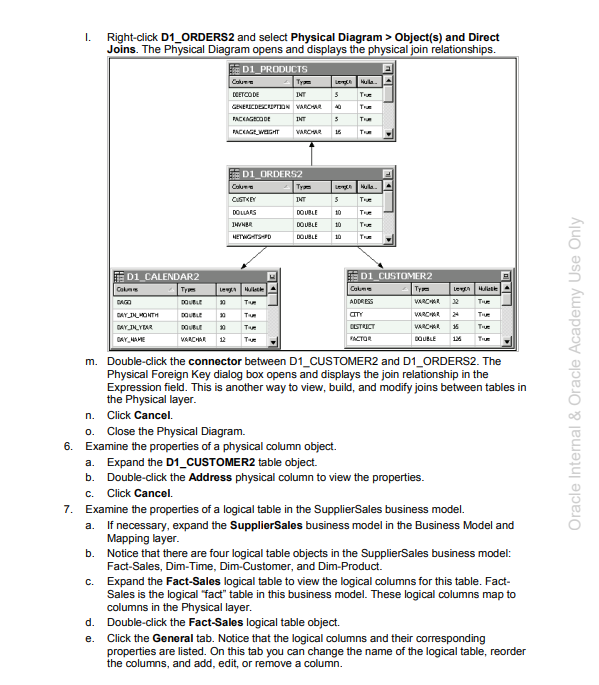 l. Right-click D1_ORDERS2 and select Physical Diagram > Object(s) and Direct
Joins. The Physical Diagram opens and displays the physical join relationships.
D1_PRODUCTS
Columns Types Length Nulla...
DIETCODE INT 5 True
GENERICDESCRIPTION VARCHAR 40 True
PACKAGECODE INT 5 True
PACKAGE_WEIGHT VARCHAR 16 True
D1_ORDERS2
Columns Types Length Nulla...
CUSTKEY INT 5 True
DOLLARS DOUBLE 10 True
INVNBR DOUBLE 10 True
NETWGHTSHPD DOUBLE 10 True
D1_CALENDAR2
Columns Types Length Nullable
DAGO DOUBLE 10 True
DAY_IN_MONTH DOUBLE 10 True
DAY_IN_YEAR DOUBLE 10 True
DAY_NAME VARCHAR 12 True
D1_CUSTOMER2
Columns Types Length Nullable
ADDRESS VARCHAR 32 True
CITY VARCHAR 24 True
DISTRICT VARCHAR 16 True
FACTOR DOUBLE 126 True
m. Double-click the connector between D1_CUSTOMER2 and D1_ORDERS2. The
Physical Foreign Key dialog box opens and displays the join relationship in the
Expression field. This is another way to view, build, and modify joins between tables in
the Physical layer.
n. Click Cancel.
o. Close the Physical Diagram.
6. Examine the properties of a physical column object.
a. Expand the D1_CUSTOMER2 table object.
b. Double-click the Address physical column to view the properties.
c. Click Cancel.
7. Examine the properties of a logical table in the SupplierSales business model.
a. If necessary, expand the SupplierSales business model in the Business Model and
Mapping layer.
b. Notice that there are four logical table objects in the SupplierSales business model:
Fact-Sales, Dim-Time, Dim-Customer, and Dim-Product.
c. Expand the Fact-Sales logical table to view the logical columns for this table. Fact-
Sales is the logical “fact” table in this business model. These logical columns map to
columns in the Physical layer.
d. Double-click the Fact-Sales logical table object.
e. Click the General tab. Notice that the logical columns and their corresponding
properties are listed. On this tab you can change the name of the logical table, reorder
the columns, and add, edit, or remove a column.
Oracle Internal & Oracle Academy Use Only